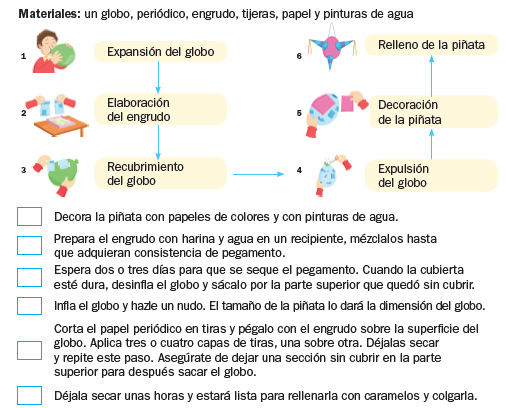 Materiales: un globo, periódico, engrudo, tijeras, papel y pinturas de agua
1
Expansión del globo
2
Elaboración
del engrudo
3
Recubrimiento
del globo
4
Expulsión
del globo
5
Decoración
de la piñata
6
Relleno de la piñata
Decora la piñata con papeles de colores y con pinturas de agua.
Prepara el engrudo con harina y agua en un recipiente, mézclalos hasta
que adquieran consistencia de pegamento.
Espera dos o tres días para que se seque el pegamento. Cuando la cubierta
esté dura, desinfla el globo y sácalo por la parte superior que quedó sin cubrir.
Infla el globo y hazle un nudo. El tamaño de la piñata lo dará la dimensión del globo.
Corta el papel periódico en tiras y pégalo con el engrudo sobre la superficie del
globo. Aplica tres o cuatro capas de tiras, una sobre otra. Déjalas secar
y repite este paso. Asegúrate de dejar una sección sin cubrir en la parte
superior para después sacar el globo.
Déjala secar unas horas y estará lista para rellenarla con caramelos y colgarla.